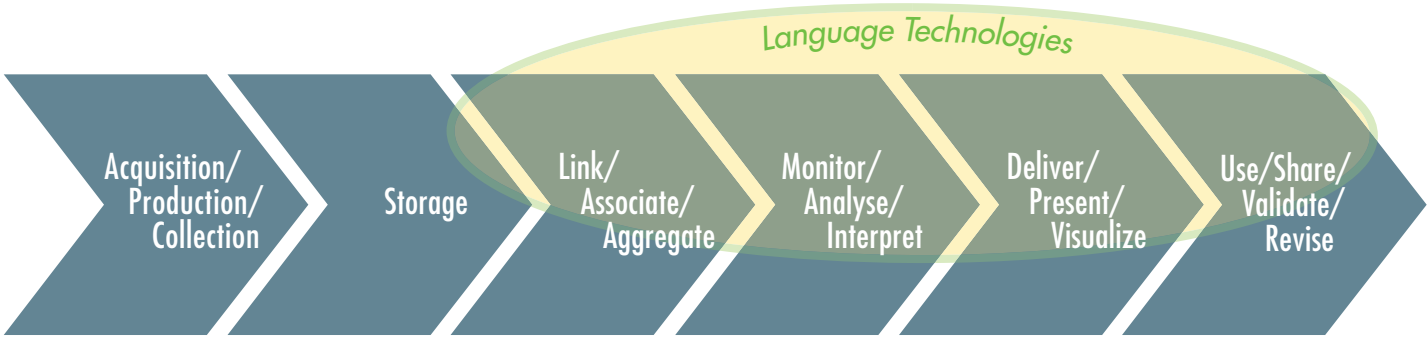 Language Technologies
Acquisition/
Production/
Collection
Storage
Link/
Associate/
Aggregate
Monitor/
Analyse/
Interpret
Deliver/
Present/
Visualize
Use/Share/
Validate/
Revise